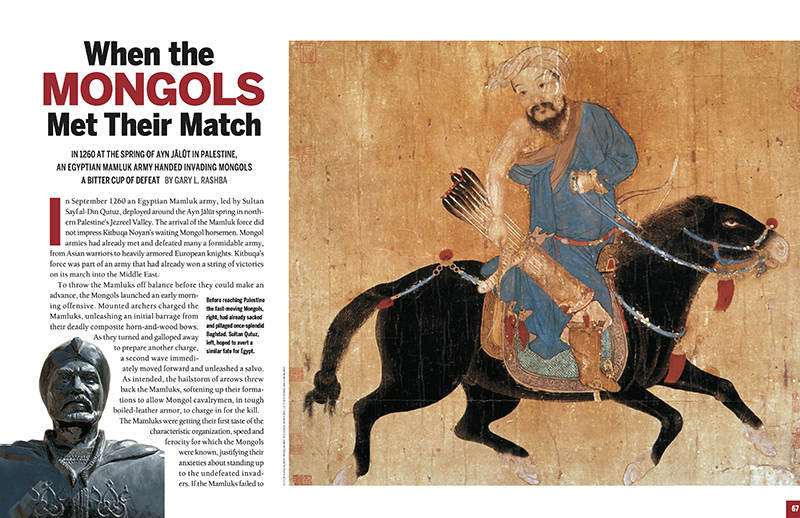 When the
MONGOLS
Met Their Match
IN 1260 AT THE SPRING OF AYN JĀLŪT IN PALESTINE,
AN EGYPTIAN MAMLUK ARMY HANDED INVADING MONGOLS
A BITTER CUP OF DEFEAT BY GARY L. RASHBA
In September 1260 an Egyptian Mamluk army, led by Sultan
Sayf al-Din Qutuz, deployed around the Ayn Jālūt spring in north-
ern Palestine's Jezreel Valley. The arrival of the Mamluk force did
not impress Kitbuqa Noyan's waiting Mongol horsemen. Mongol
armies had already met and defeated many a formidable army,
from Asian warriors to heavily armored European knights. Kitbuqa's
force was part of an army that had already won a string of victories
on its march into the Middle East.
To throw the Mamluks off balance before they could make an
advance, the Mongols launched an early morn-
ing offensive. Mounted archers charged the
Mamluks, unleashing an initial barrage from
their deadly composite horn-and-wood bows.
As they turned and galloped away
to prepare another charge,
a second wave immedi-
ately moved forward and unleashed a salvo.
As intended, the hailstorm of arrows threw
back the Mamluks, softening up their forma-
tions to allow Mongol cavalrymen, in tough
boiled-leather armor, to charge in for the kill.
The Mamluks were getting their first taste of the
characteristic organization, speed and
ferocity for which the Mongols
were known, justifying their
anxieties about standing up
to the undefeated invad-
ers. If the Mamluks failed to
Before reaching Palestine
the fast-moving Mongols,
right, had already sacked
and pillaged once-splendid
Baghdad. Sultan Qutuz,
left, hoped to avert a
similar fate for Egypt.
67